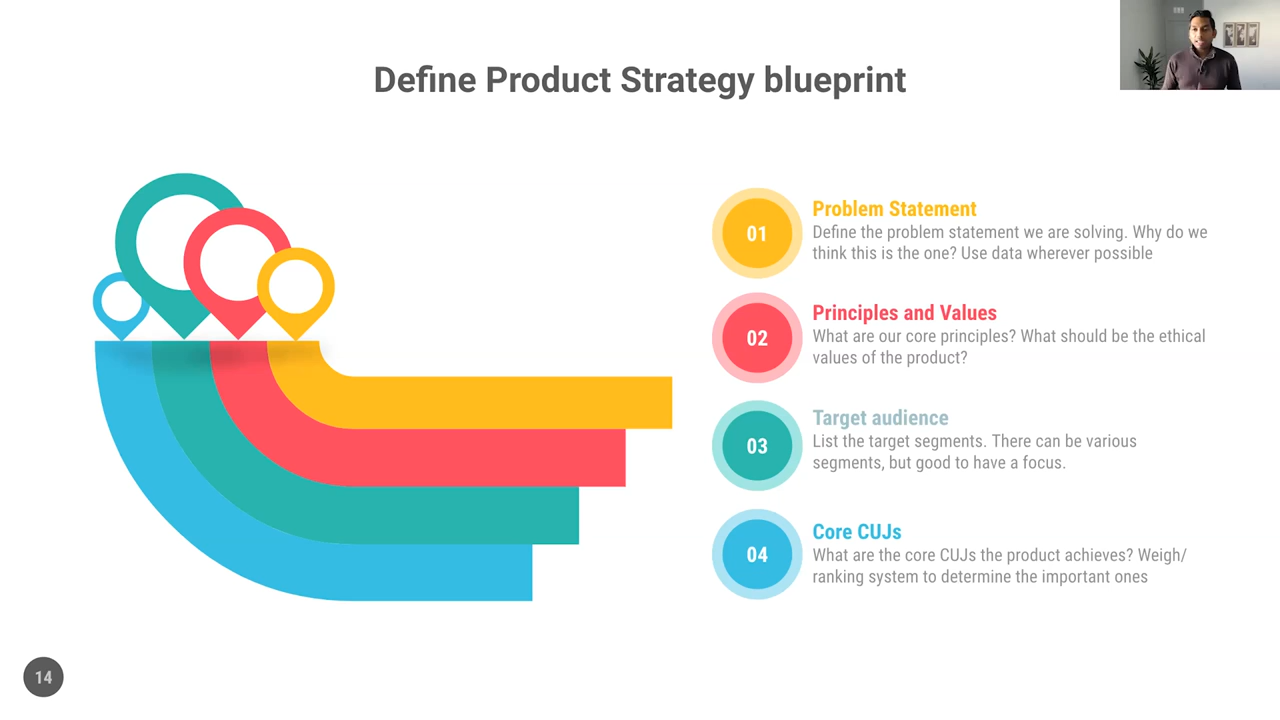 Define Product Strategy blueprint
01
Problem Statement
Define the problem statement we are solving. Why do we
think this is the one? Use data wherever possible
02
Principles and Values
What are our core principles? What should be the ethical
values of the product?
03
Target audience
List the target segments. There can be various
segments, but good to have a focus.
04
Core CUJs
What are the core CUJs the product achieves? Weigh/
ranking system to determine the important ones
14